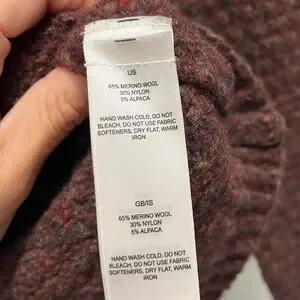 US
65% MERINO WOOL
30% NYLON
5% ALPACA
HAND WASH COLD, DO NOT
BLEACH, DO NOT USE FABRIC
SOFTENERS, DRY FLAT, WARM
IRON
GB/IS
65% MERINO WOOL
30% NYLON
5% ALPACA
HAND WASH COLD, DO NOT
BLEACH, DO NOT USE FABRIC
SOFTENERS, DRY FLAT, WARM
IRON